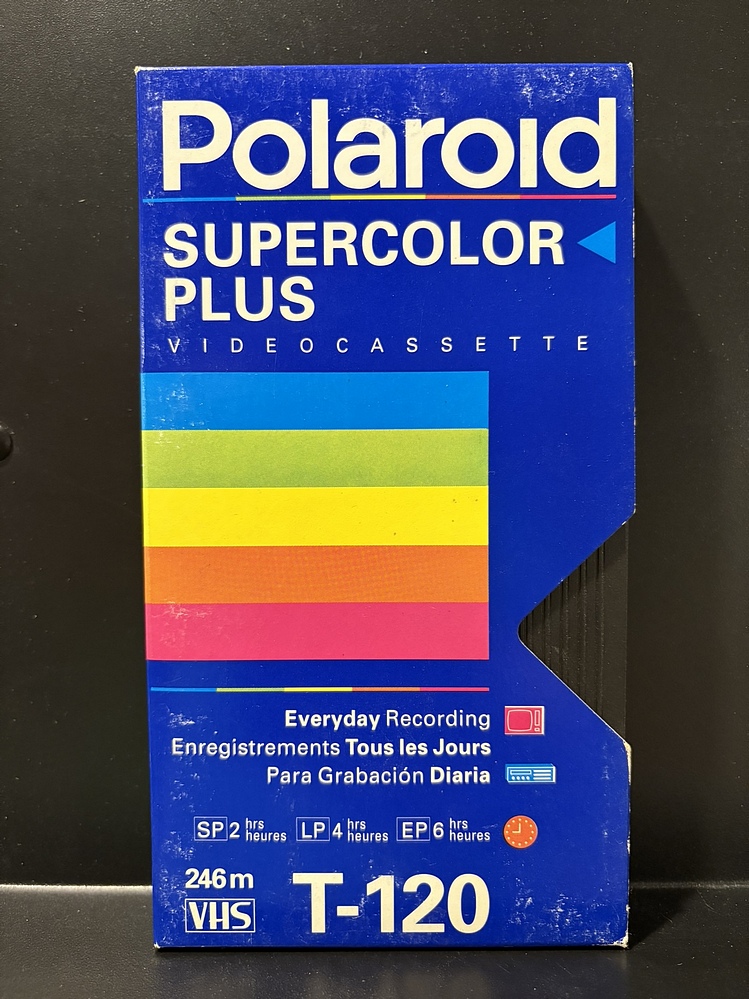 Polaroid
SUPERCOLOR
PLUS
VIDEOCASSETTE
Everyday Recording
Enregistrements Tous les Jours
Para Grabación Diaria
SP 2 hrs heures LP 4 hrs heures EP 6 hrs heures
246 m
VHS
T-120